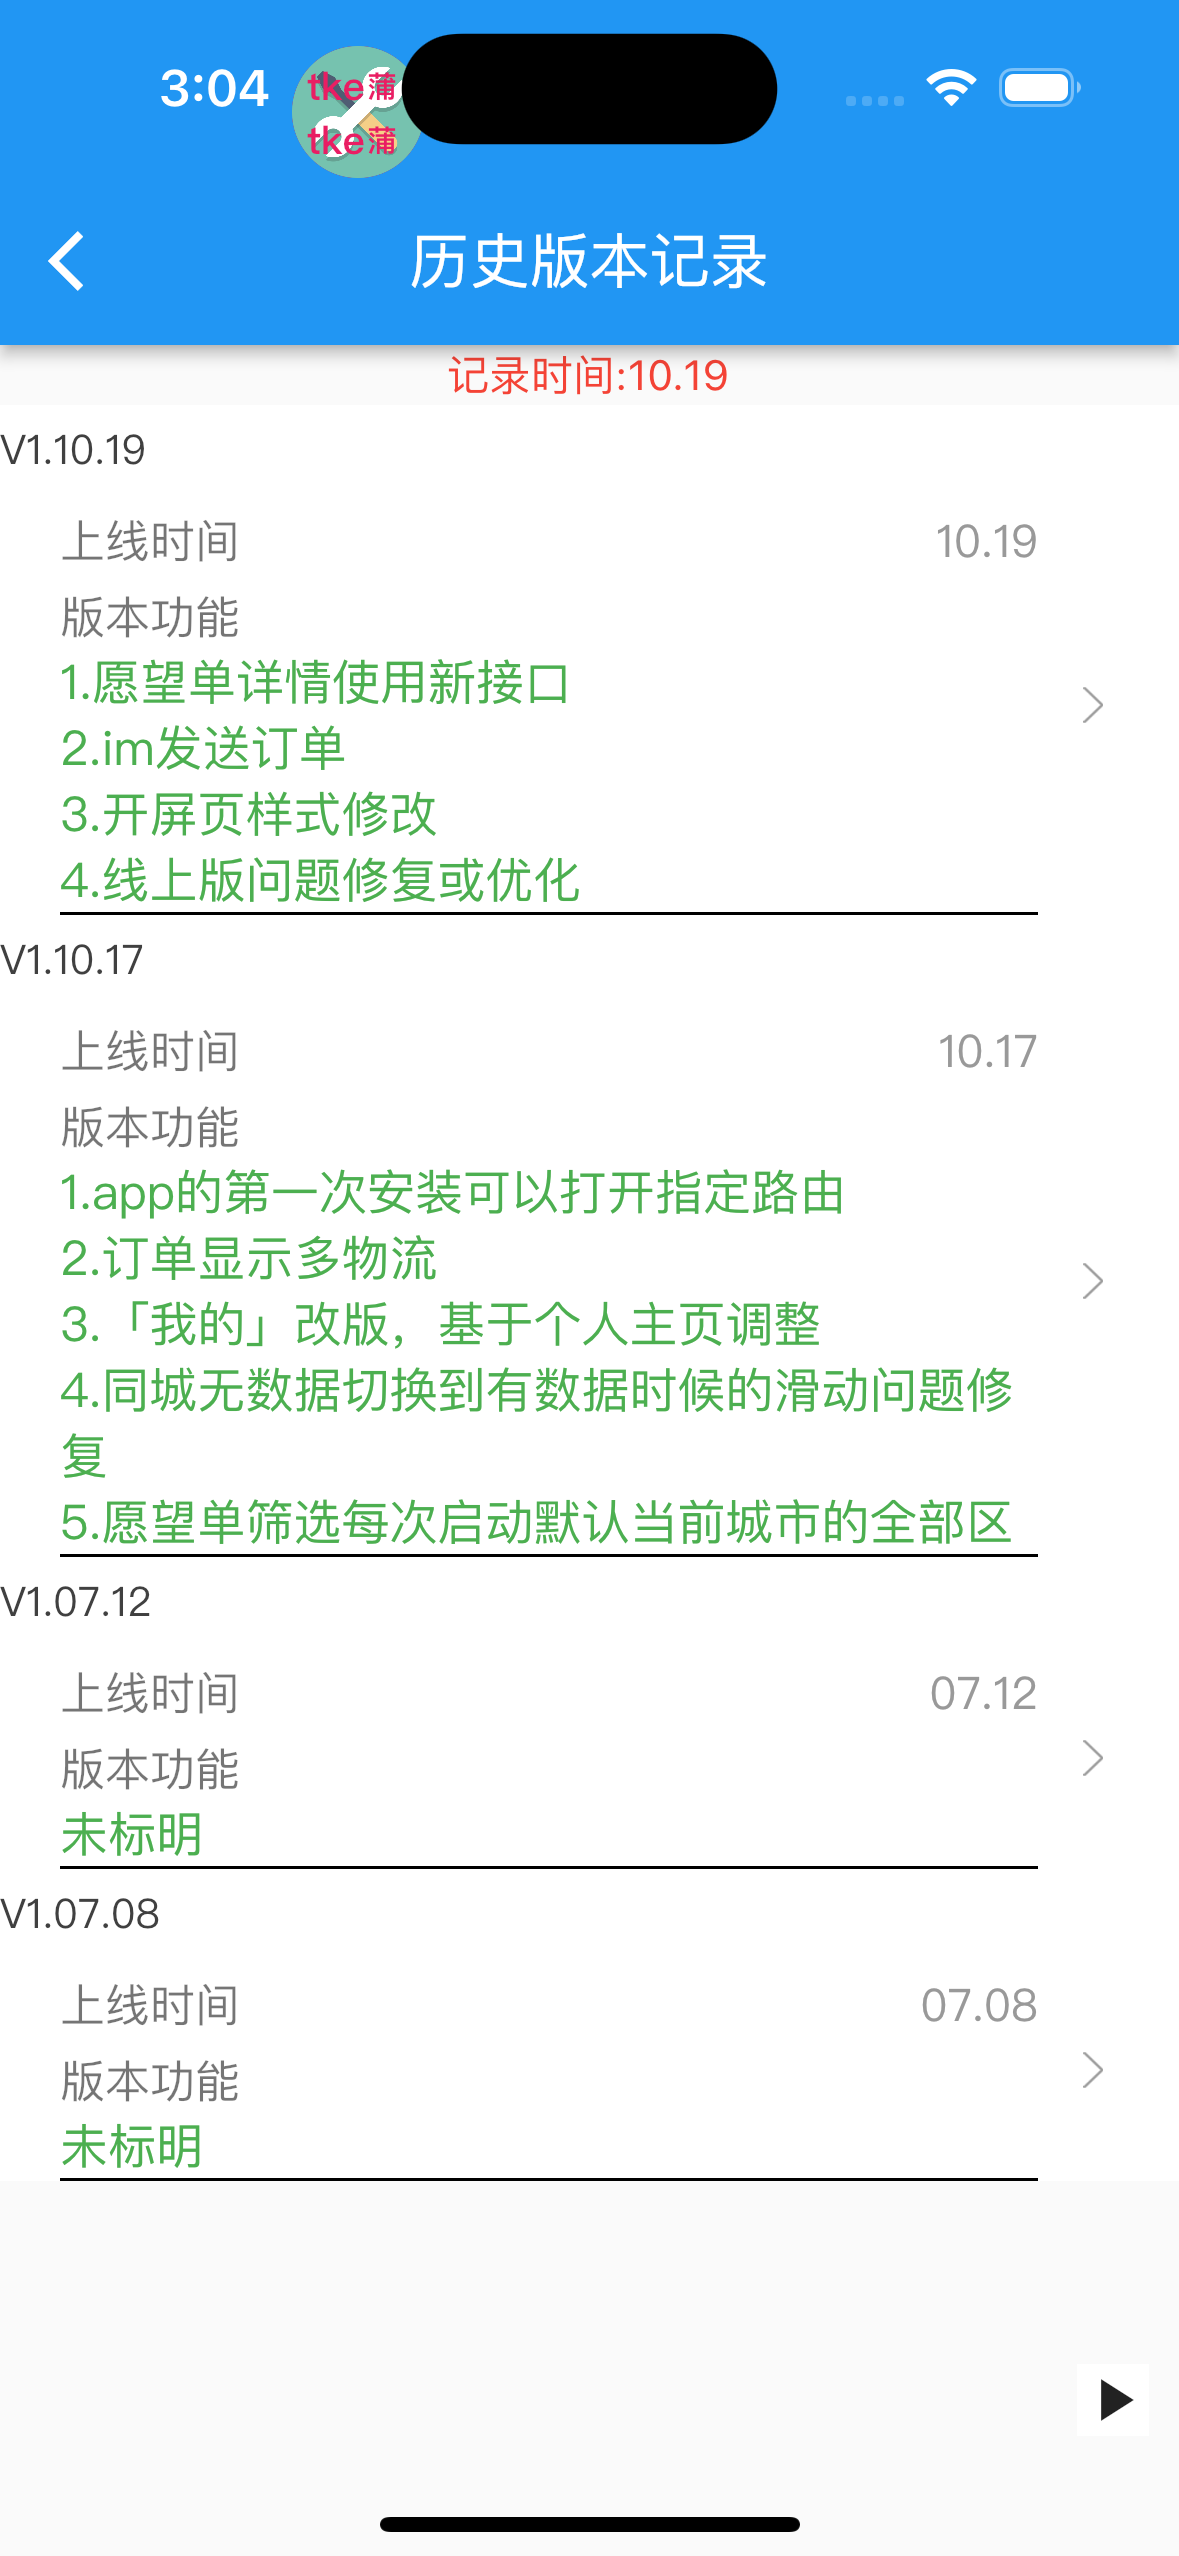 3:04
tke蒲
tke蒲
历史版本记录
记录时间:10.19
V1.10.19
上线时间 10.19
版本功能
1.愿望单详情使用新接口
2.im发送订单
3.开屏页样式修改
4.线上版问题修复或优化
V1.10.17
上线时间 10.17
版本功能
1.app的第一次安装可以打开指定路由
2.订单显示多物流
3.「我的」改版，基于个人主页调整
4.同城无数据切换到有数据时候的滑动问题修
复
5.愿望单筛选每次启动默认当前城市的全部区
V1.07.12
上线时间 07.12
版本功能
未标明
V1.07.08
上线时间 07.08
版本功能
未标明